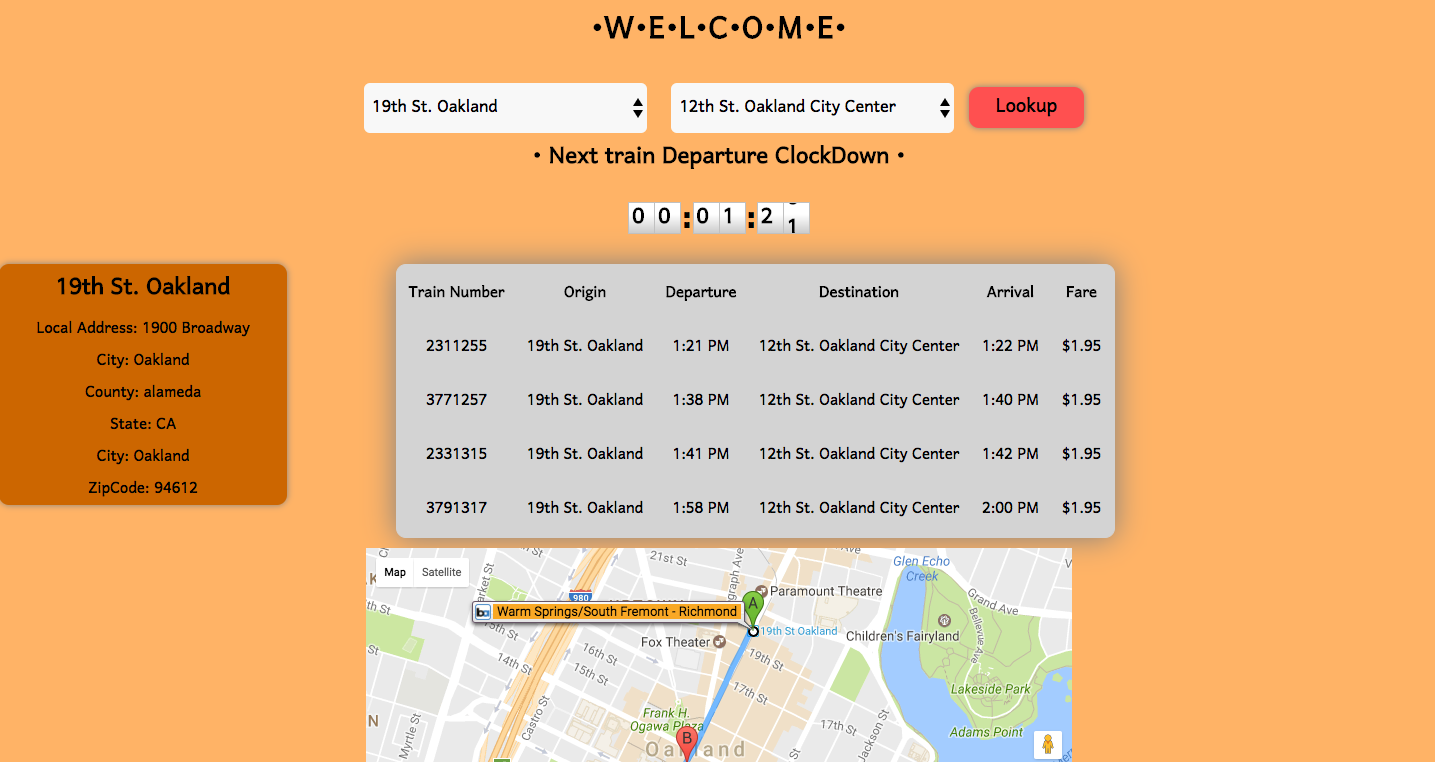 •W•E•L•C•O•M•E•
19th St. Oakland
12th St. Oakland City Center
Lookup
• Next train Departure ClockDown •
00:01:21
19th St. Oakland
Local Address: 1900 Broadway
City: Oakland
County: alameda
State: CA
City: Oakland
ZipCode: 94612
Train Number Origin Departure Destination Arrival Fare
2311255 19th St. Oakland 1:21 PM 12th St. Oakland City Center 1:22 PM $1.95
3771257 19th St. Oakland 1:38 PM 12th St. Oakland City Center 1:40 PM $1.95
2331315 19th St. Oakland 1:41 PM 12th St. Oakland City Center 1:42 PM $1.95
3791317 19th St. Oakland 1:58 PM 12th St. Oakland City Center 2:00 PM $1.95
Map
Satellite
21st St
Ave
Glen Echo
Creek
980
Paramount Theatre
Grand Ave
ba Warm Springs/South Fremont - Richmond
A
19th St Oakland
Children's Fairyland
Bellevue Ave
Fox Theater
16th St
15th St
14th St
19th St
17th St
Lakeside Park
Castro St
Frank H.
Ogawa Plaza
17th St
Jackson St
Adams Point
Myrtle St
B
Oakland